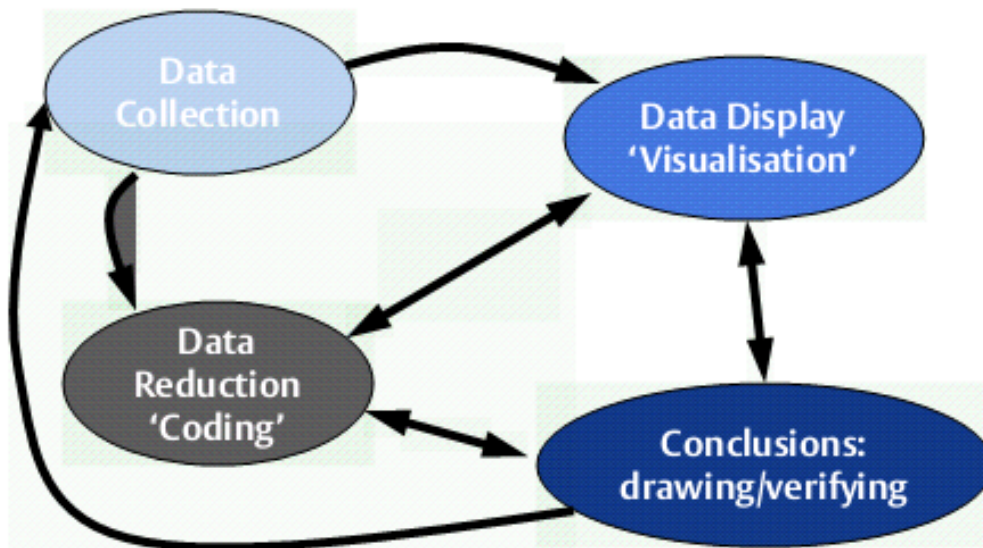 Data
Collection
Data Display
‘Visualisation’
Data
Reduction
‘Coding’
Conclusions:
drawing/verifying